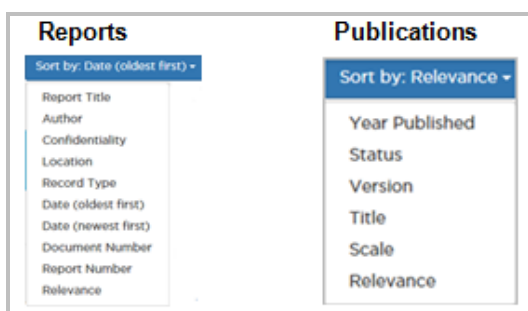 Reports
Sort by: Date (oldest first)
Report Title
Author
Confidentiality
Location
Record Type
Date (oldest first)
Date (newest first)
Document Number
Report Number
Relevance
Publications
Sort by: Relevance
Year Published
Status
Version
Title
Scale
Relevance